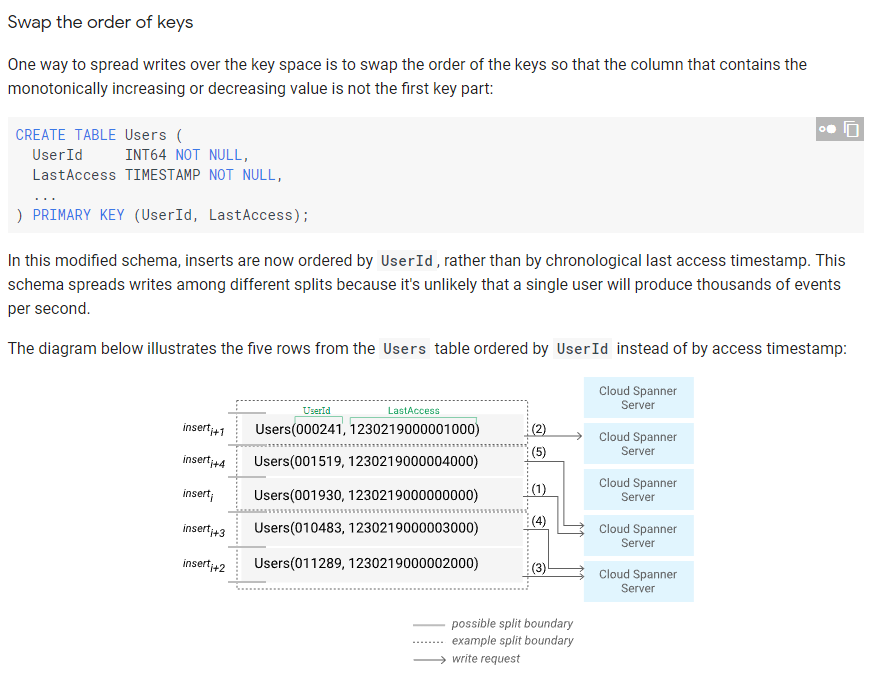 Swap the order of keys
One way to spread writes over the key space is to swap the order of the keys so that the column that contains the
monotonically increasing or decreasing value is not the first key part:
CREATE TABLE Users (
  UserId     INT64 NOT NULL,
  LastAccess TIMESTAMP NOT NULL,
  ...
) PRIMARY KEY (UserId, LastAccess);
In this modified schema, inserts are now ordered by UserId, rather than by chronological last access timestamp. This
schema spreads writes among different splits because it's unlikely that a single user will produce thousands of events
per second.
The diagram below illustrates the five rows from the Users table ordered by UserId instead of by access timestamp:
UserId LastAccess
insert i+1 Users(000241, 1230219000001000) (2)
insert i+4 Users(001519, 1230219000004000) (5)
insert i Users(001930, 1230219000000000) (1)
insert i+3 Users(010483, 1230219000003000) (4)
insert i+2 Users(011289, 1230219000002000) (3)
Cloud Spanner
Server
Cloud Spanner
Server
Cloud Spanner
Server
Cloud Spanner
Server
Cloud Spanner
Server
possible split boundary
example split boundary
write request